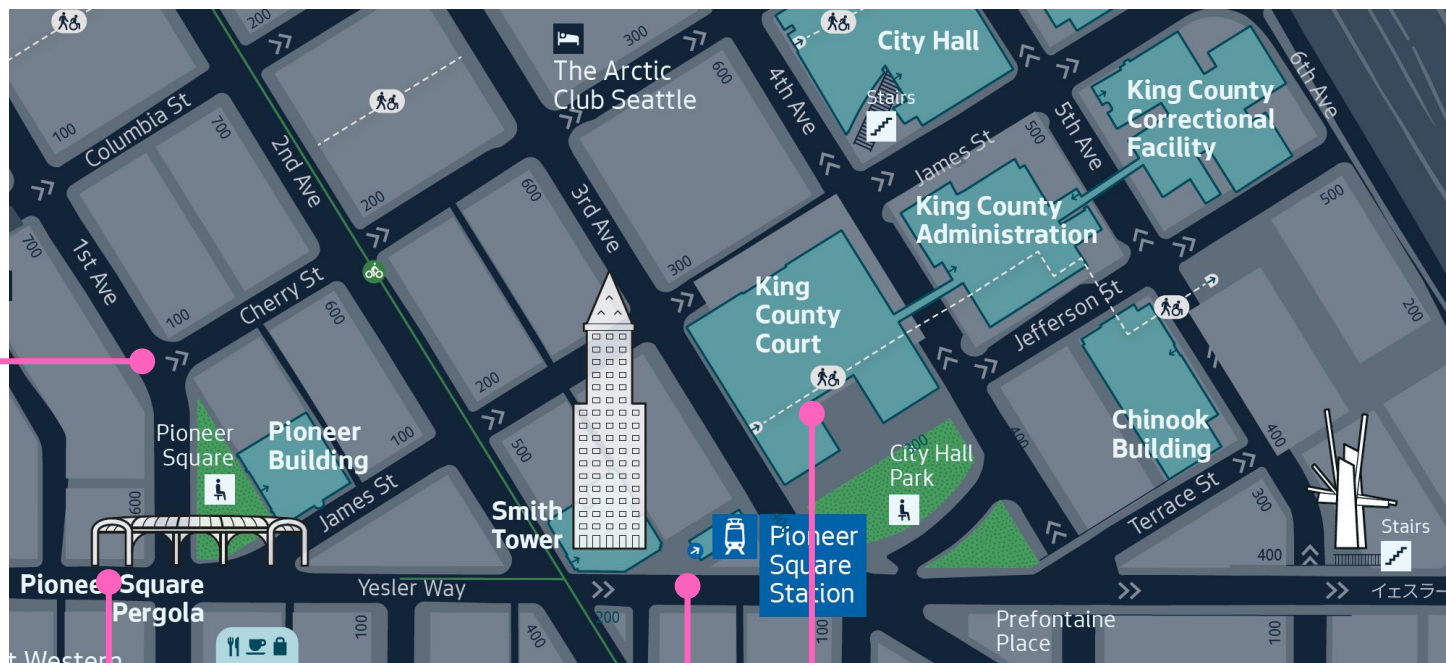 200
300
The Arctic
Club Seattle
600
4th Ave
City Hall
Stairs
6th Ave
King County
Correctional
Facility
5th Ave
500
James St
100
Columbia St
700
2nd Ave
200
600
3rd Ave
King County
Administration
500
200
700
1st Ave
Cherry St
100
600
300
King
County
Court
Jefferson St
200
Pioneer
Square
Pioneer
Building
100
500
City Hall
Park
300
400
Chinook
Building
400
600
James St
Smith
Tower
Pioneer
Square
Station
Terrace St
300
400
Stairs
Pioneer Square
Pergola
Yesler Way
イェスラー
200
100
400
100
Prefontaine
Place
100
t Western